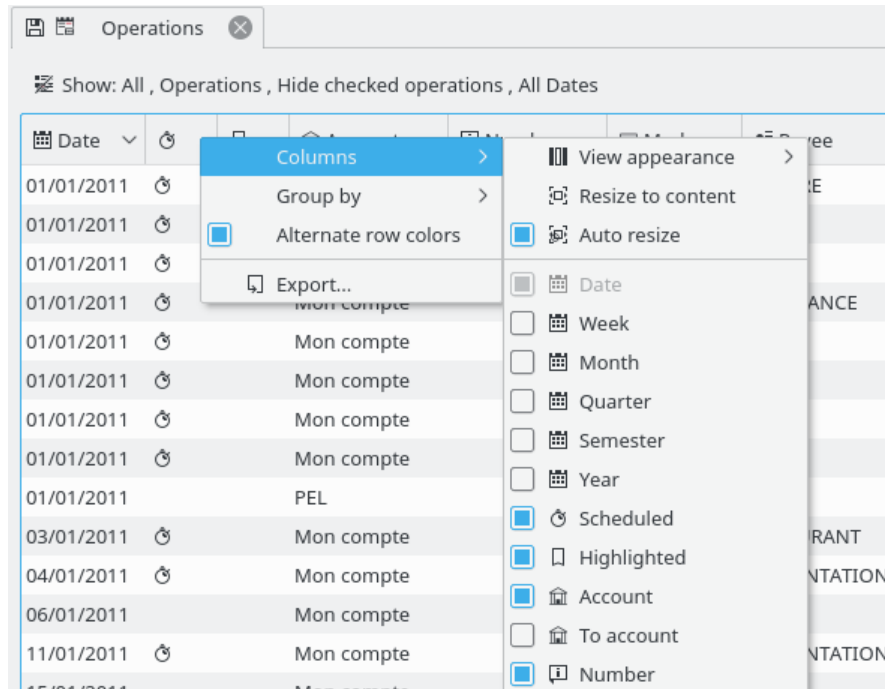 Operations
Show: All , Operations , Hide checked operations , All Dates
Date
Columns
Group by
Alternate row colors
Export...
View appearance
Resize to content
Auto resize
Date
Week
Month
Quarter
Semester
Year
Scheduled
Highlighted
Account
To account
Number
01/01/2011
01/01/2011
01/01/2011
01/01/2011 Mon compte
01/01/2011 Mon compte
01/01/2011 Mon compte
01/01/2011 Mon compte
01/01/2011 Mon compte
01/01/2011 PEL
03/01/2011 Mon compte
04/01/2011 Mon compte
06/01/2011 Mon compte
11/01/2011 Mon compte